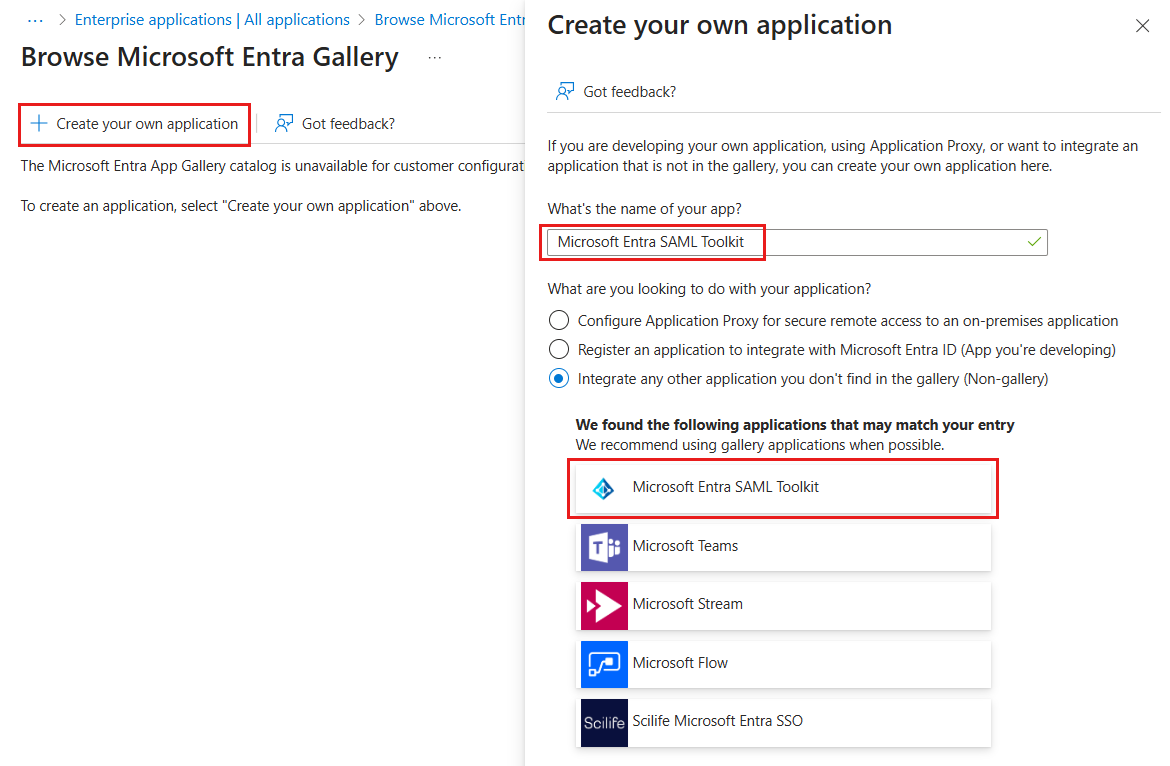 ··· > Enterprise applications | All applications > Browse Microsoft Entr
Browse Microsoft Entra Gallery ···
+ Create your own application
Got feedback?
The Microsoft Entra App Gallery catalog is unavailable for customer configurat
To create an application, select "Create your own application" above.
Create your own application
Got feedback?
If you are developing your own application, using Application Proxy, or want to integrate an
application that is not in the gallery, you can create your own application here.
What's the name of your app?
Microsoft Entra SAML Toolkit
What are you looking to do with your application?
Configure Application Proxy for secure remote access to an on-premises application
Register an application to integrate with Microsoft Entra ID (App you're developing)
Integrate any other application you don't find in the gallery (Non-gallery)
We found the following applications that may match your entry
We recommend using gallery applications when possible.
Microsoft Entra SAML Toolkit
Microsoft Teams
Microsoft Stream
Microsoft Flow
Scilife Scilife Microsoft Entra SSO